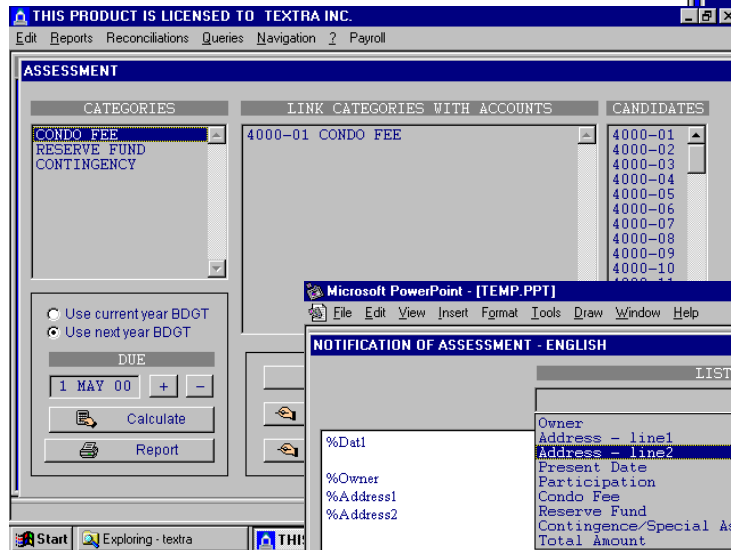 THIS PRODUCT IS LICENSED TO TEXTRA INC.
Edit Reports Reconciliations Queries Navigation ? Payroll
ASSESSMENT
CATEGORIES
CONDO FEE
RESERVE FUND
CONTINGENCY
LINK CATEGORIES WITH ACCOUNTS
4000-01 CONDO FEE
CANDIDATES
4000-01
4000-02
4000-03
4000-04
4000-05
4000-06
4000-07
4000-08
4000-09
4000-10
Use current year BDGT
Use next year BDGT
DUE
1 MAY 00 + -
Calculate
Report
Microsoft PowerPoint - [TEMP.PPT]
File Edit View Insert Format Tools Draw Window Help
NOTIFICATION OF ASSESSMENT - ENGLISH
LIST
%Dat1
%Owner
%Address1
%Address2
Owner
Address - line1
Address - line2
Present Date
Participation
Condo Fee
Reserve Fund
Contingence/Special
Total Amount
Start Exploring - textra THI